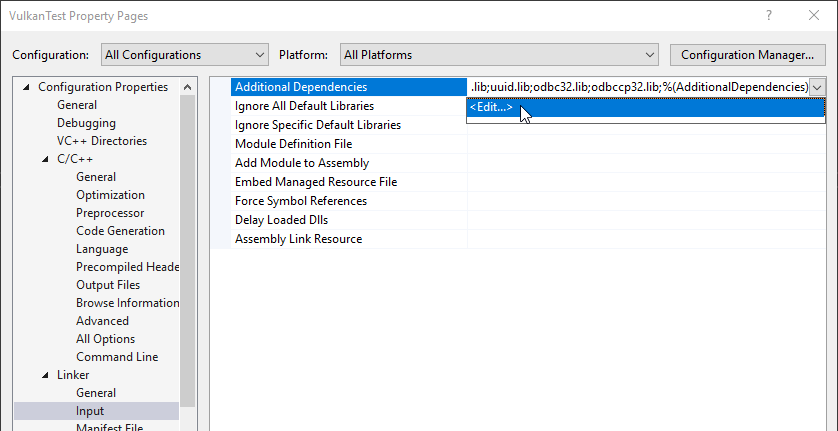 VulkanTest Property Pages
Configuration: All Configurations Platform: All Platforms Configuration Manager...
Configuration Properties
General
Debugging
VC++ Directories
C/C++
General
Optimization
Preprocessor
Code Generation
Language
Precompiled Heade
Output Files
Browse Information
Advanced
All Options
Command Line
Linker
General
Input
Manifest File
Additional Dependencies .lib;uuid.lib;odbc32.lib;odbccp32.lib;%(AdditionalDependencies)
Ignore All Default Libraries <Edit...>
Ignore Specific Default Libraries
Module Definition File
Add Module to Assembly
Embed Managed Resource File
Force Symbol References
Delay Loaded Dlls
Assembly Link Resource